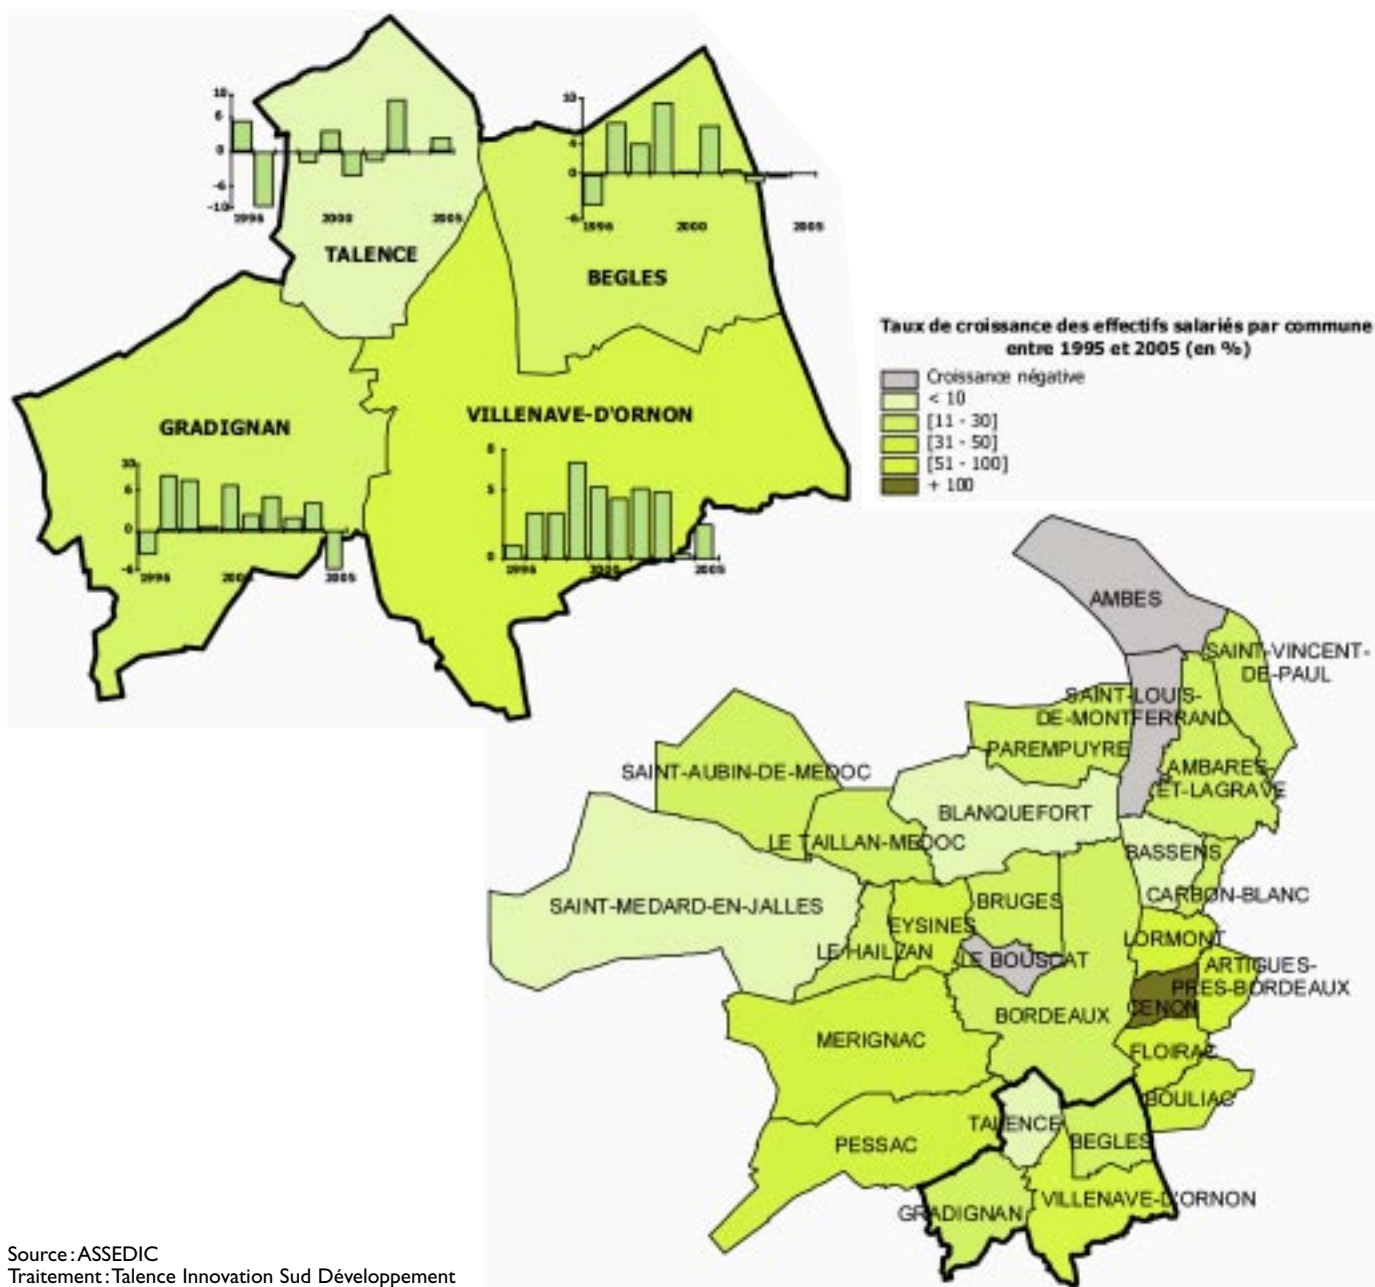 10
6
0
-6
-10
1996
2000
2005
TALENCE
10
0
-6
1996
2000
2005
BEGLES
Taux de croissance des effectifs salariés par commune
entre 1995 et 2005 (en %)
Croissance négative
< 10
[11 - 30]
[31 - 50]
[51 - 100]
+ 100
GRADIGNAN
10
6
0
-6
1996
2005
VILLENAVE-D'ORNON
0
1996
2005
AMBES
SAINT-VINCENT-
DE-PAUL
SAINT-LOUIS-
DE-MONTFERRAND
PAREMPUYRE
AMBARES-
ET-LAGRAVE
SAINT-AUBIN-DE-MEDOC
BLANQUEFORT
LE TAILLAN-MEDOC
BASSENS
CARBON-BLANC
SAINT-MEDARD-EN-JALLES
BRUGES
EYSINES
LE HAILLAN
LE BOUSCAT
LORMONT
ARTIGUES-
PRES-BORDEAUX
CENON
BORDEAUX
MERIGNAC
FLOIRAC
BOULIAC
TALENCE
BEGLES
PESSAC
VILLENAVE-D'ORNON
GRADIGNAN
Source : ASSEDIC
Traitement : Talence Innovation Sud Développement